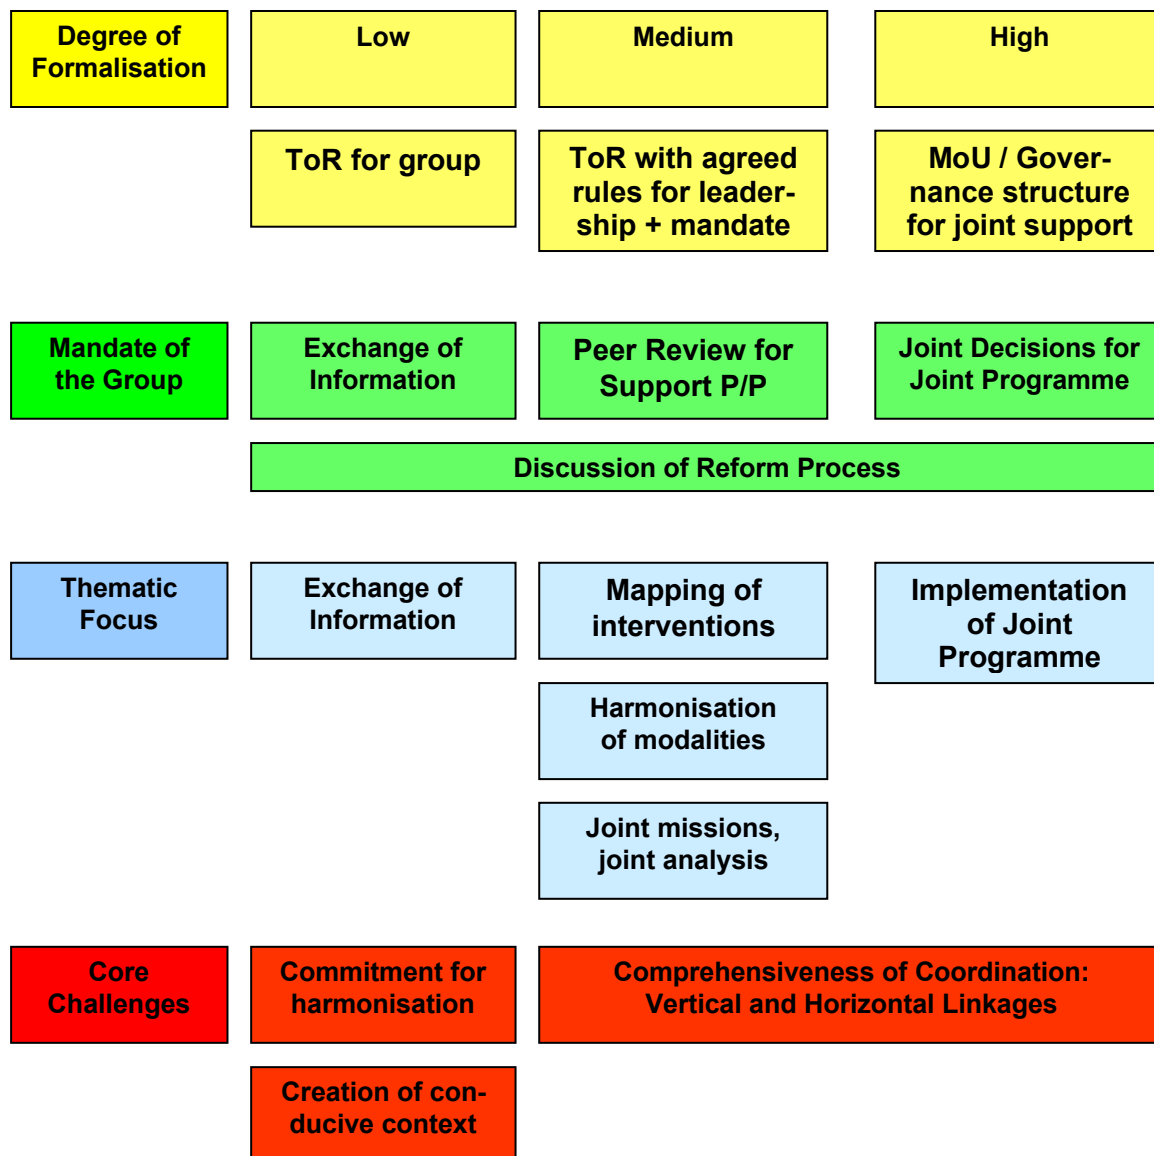 Degree of
Formalisation
Low
Medium
High
ToR for group
ToR with agreed
rules for leader-
ship + mandate
MoU / Gover-
nance structure
for joint support
Mandate of
the Group
Exchange of
Information
Peer Review for
Support P/P
Joint Decisions for
Joint Programme
Discussion of Reform Process
Thematic
Focus
Exchange of
Information
Mapping of
interventions
Implementation
of Joint
Programme
Harmonisation
of modalities
Joint missions,
joint analysis
Core
Challenges
Commitment for
harmonisation
Comprehensiveness of Coordination:
Vertical and Horizontal Linkages
Creation of con-
ducive context